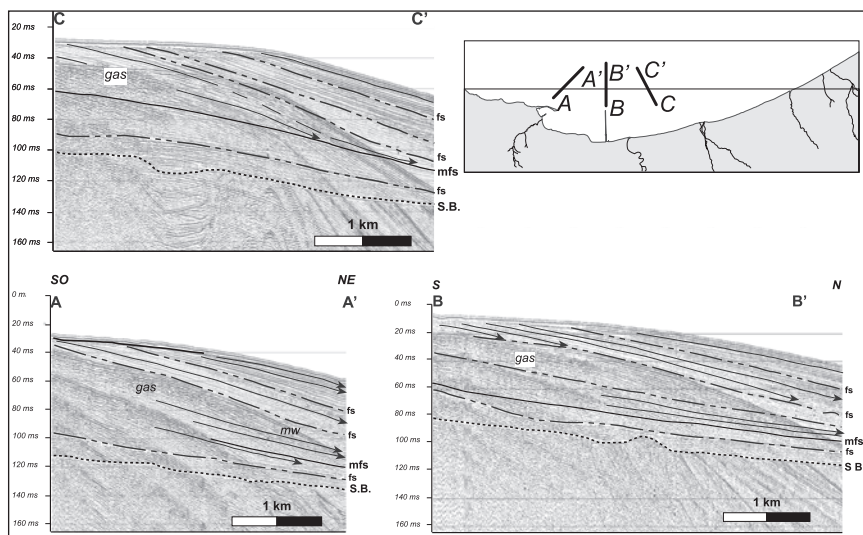 C C'
20 ms
40 ms
60 ms
80 ms
100 ms
120 ms
140 ms
160 ms
gas
fs
fs
mfs
fs
S.B.
1 km
A' B' C'
A B C
SO NE
A A'
0 m.
20 ms
40 ms
60 ms
80 ms
100 ms
120 ms
140 ms
160 ms
gas
mw
fs
fs
mfs
fs
S.B.
1 km
S N
B B'
0 ms
20 ms
40 ms
60 ms
80 ms
100 ms
120 ms
140 ms
160 ms
gas
fs
fs
mfs
fs
S B
1 km